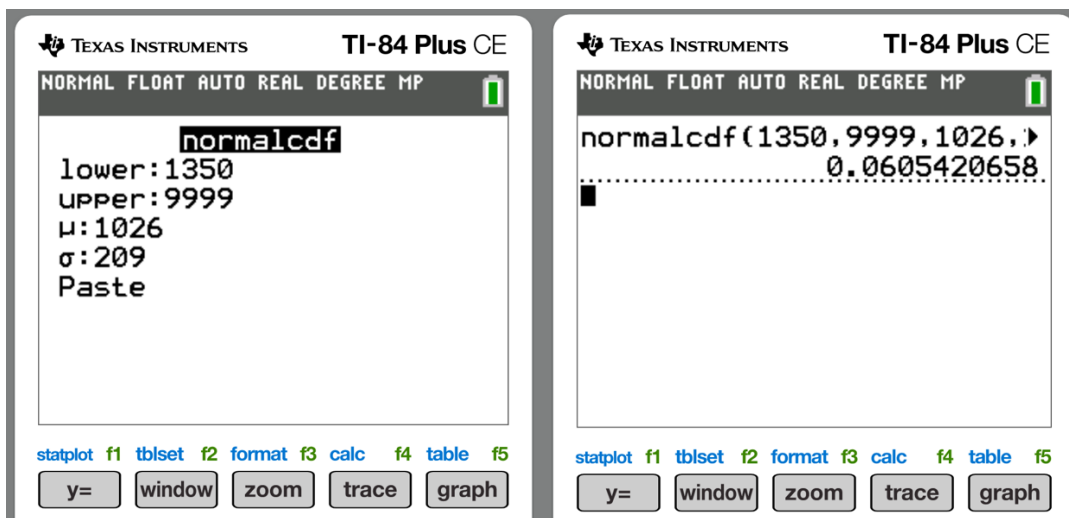 TEXAS INSTRUMENTS TI-84 Plus CE
NORMAL FLOAT AUTO REAL DEGREE MP
normalcdf
lower:1350
upper:9999
μ:1026
σ:209
Paste
statplot f1 tblset f2 format f3 calc f4 table f5
y= window zoom trace graph
TEXAS INSTRUMENTS TI-84 Plus CE
NORMAL FLOAT AUTO REAL DEGREE MP
normalcdf(1350,9999,1026,
0.0605420658
statplot f1 tblset f2 format f3 calc f4 table f5
y= window zoom trace graph